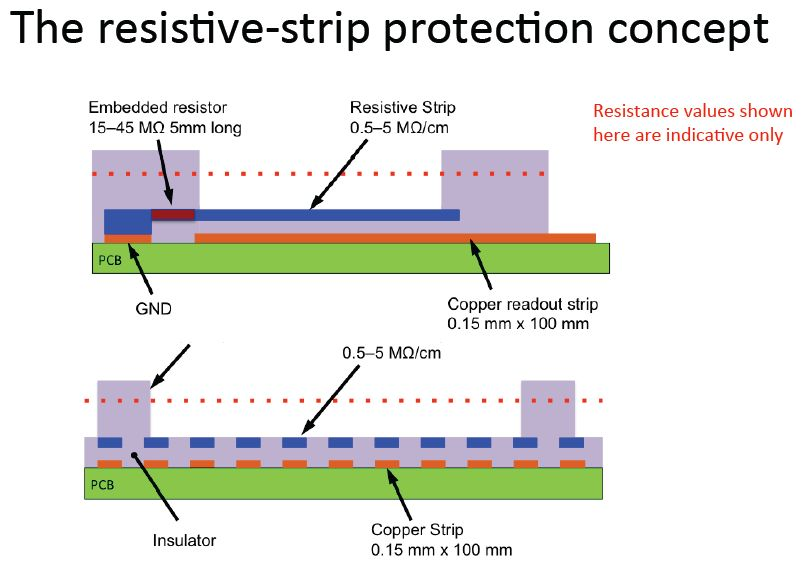 The resistive-strip protection concept
Embedded resistor
15–45 MΩ 5mm long
Resistive Strip
0.5–5 MΩ/cm
Resistance values shown
here are indicative only
PCB
GND
Copper readout strip
0.15 mm x 100 mm
0.5–5 MΩ/cm
PCB
Insulator
Copper Strip
0.15 mm x 100 mm